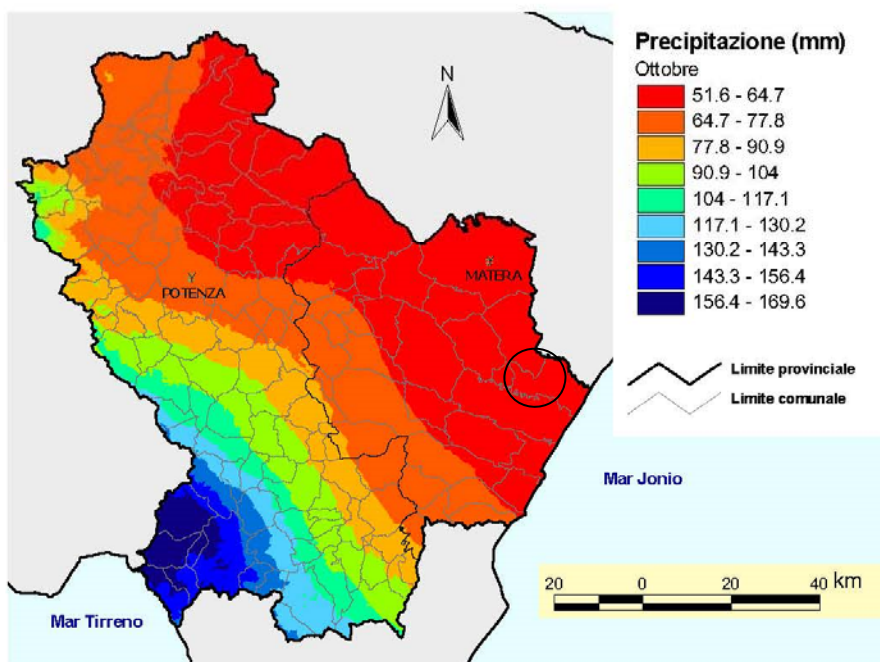 Precipitazione (mm)
Ottobre
51.6 - 64.7
64.7 - 77.8
77.8 - 90.9
90.9 - 104
104 - 117.1
117.1 - 130.2
130.2 - 143.3
143.3 - 156.4
156.4 - 169.6
Limite provinciale
Limite comunale
N
MATERA
POTENZA
Mar Jonio
Mar Tirreno
20 0 20 40 km